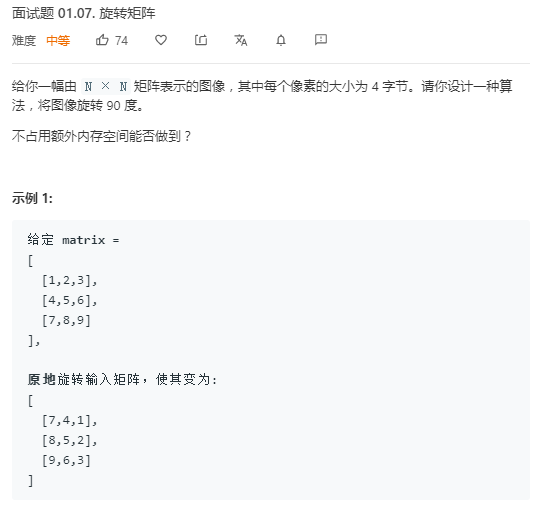 面试题 01.07. 旋转矩阵
难度 中等 74
给你一幅由 N × N 矩阵表示的图像，其中每个像素的大小为 4 字节。请你设计一种算
法，将图像旋转 90 度。
不占用额外内存空间能否做到？
示例 1:
给定 matrix =
[
[1,2,3],
[4,5,6],
[7,8,9]
],
原地旋转输入矩阵，使其变为:
[
[7,4,1],
[8,5,2],
[9,6,3]
]